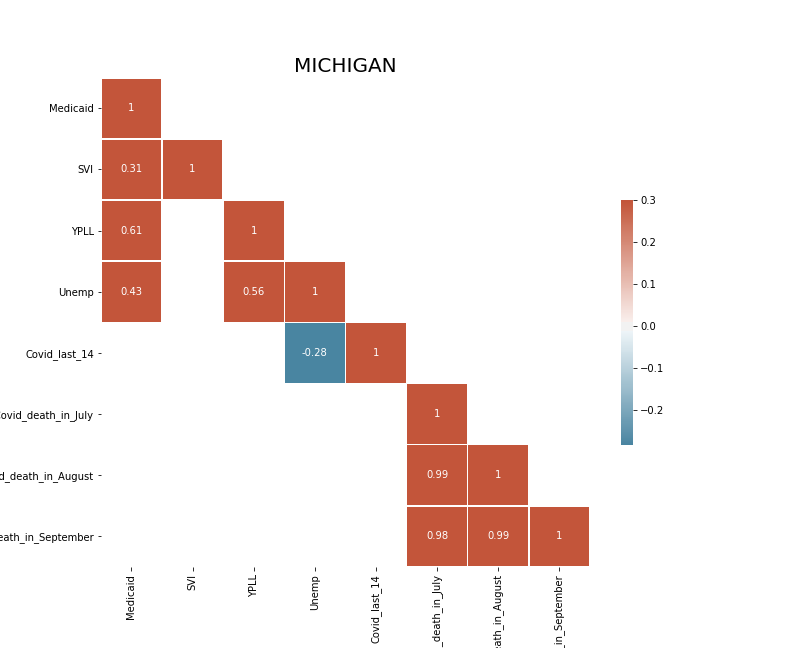 MICHIGAN
Medicaid
1
SVI
0.31 1
YPLL
0.61 1
Unemp
0.43 0.56 1
Covid_last_14
-0.28 1
ovid_death_in_July
1
d_death_in_August
0.99 1
eath_in_September
0.98 0.99 1
Medicaid
SVI
YPLL
Unemp
Covid_last_14
_death_in_July
eath_in_August
_in_September
0.3
0.2
0.1
0.0
−0.1
−0.2